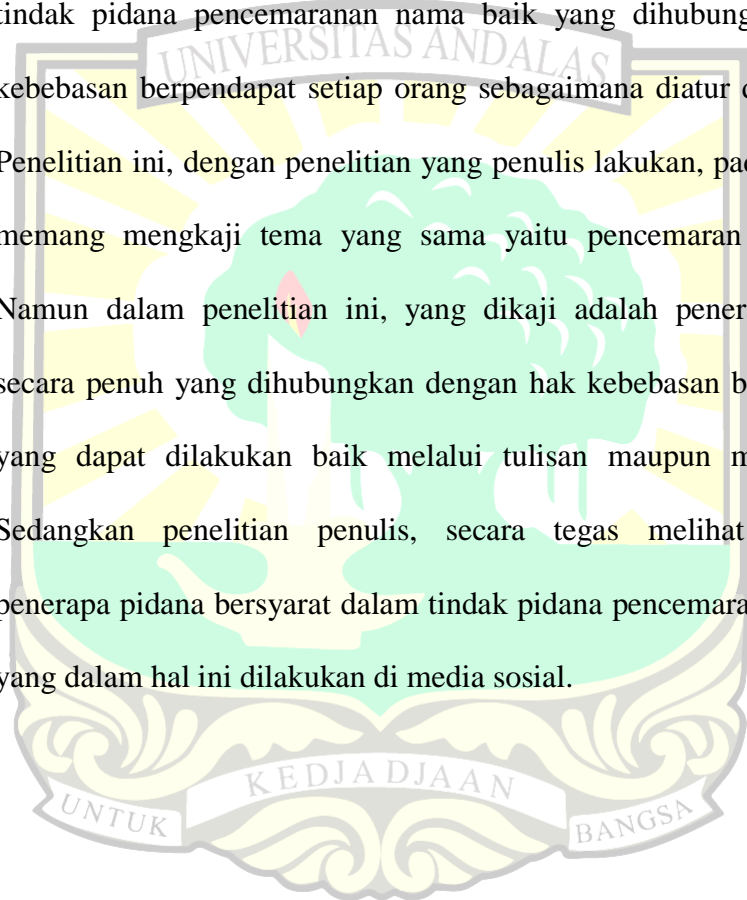 tindak pidana pencemaranan nama baik yang dihubung
UNIVERSITAS ANDALAS
kebebasan berpendapat setiap orang sebagaimana diatur
Penelitian ini, dengan penelitian yang penulis lakukan,
memang mengkaji tema yang sama yaitu pencemaran
Namun dalam penelitian ini, yang dikaji adalah pener
secara penuh yang dihubungkan dengan hak kebebasan
yang dapat dilakukan baik melalui tulisan maupun
Sedangkan penelitian penulis, secara tegas melihat
penerapa pidana bersyarat dalam tindak pidana pencemara
yang dalam hal ini dilakukan di media sosial.
UNTUK KEDJADJAAN BANGSA